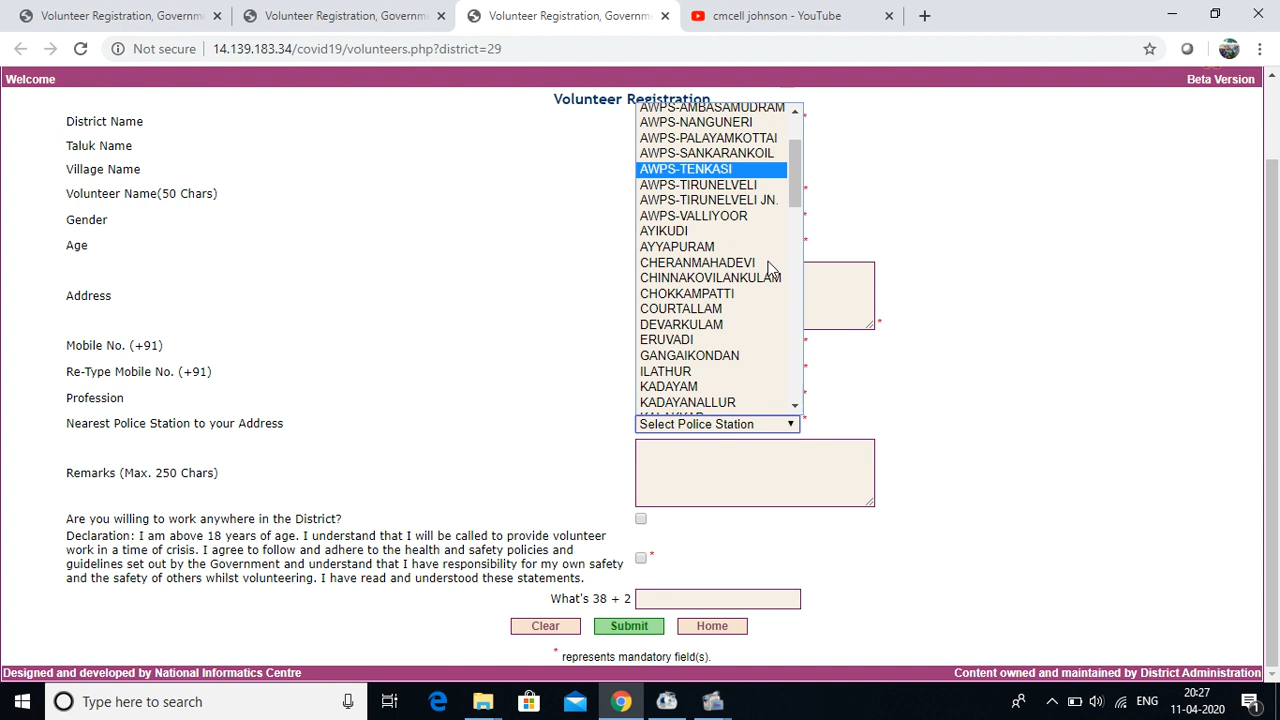 Volunteer Registration, Governme × Volunteer Registration, Governme × Volunteer Registration, Governme × cmcell johnson - YouTube × +
Not secure 14.139.183.34/covid19/volunteers.php?district=29
Welcome Beta Version
Volunteer Registration
District Name *
Taluk Name
Village Name
Volunteer Name(50 Chars) *
Gender *
Age *
Address *
Mobile No. (+91) *
Re-Type Mobile No. (+91) *
Profession *
Nearest Police Station to your Address Select Police Station *
AWPS-AMBASAMUDRAM
AWPS-NANGUNERI
AWPS-PALAYAMKOTTAI
AWPS-SANKARANKOIL
AWPS-TENKASI
AWPS-TIRUNELVELI
AWPS-TIRUNELVELI JN.
AWPS-VALLIYOOR
AYIKUDI
AYYAPURAM
CHERANMAHADEVI
CHINNAKOVILANKULAM
CHOKKAMPATTI
COURTALLAM
DEVARKULAM
ERUVADI
GANGAIKONDAN
ILATHUR
KADAYAM
KADAYANALLUR
Remarks (Max. 250 Chars)
Are you willing to work anywhere in the District?
Declaration: I am above 18 years of age. I understand that I will be called to provide volunteer
work in a time of crisis. I agree to follow and adhere to the health and safety policies and
guidelines set out by the Government and understand that I have responsibility for my own safety
and the safety of others whilst volunteering. I have read and understood these statements. *
What's 38 + 2
Clear Submit Home
* represents mandatory field(s).
Designed and developed by National Informatics Centre Content owned and maintained by District Administration
Type here to search ENG 20:27
11-04-2020 1